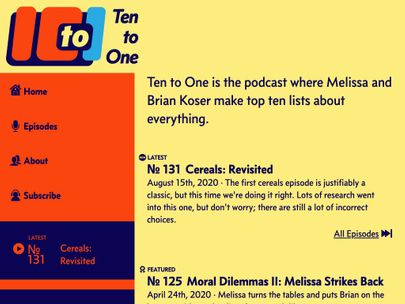 10 to 1
Ten
to
One
Home
Episodes
About
Subscribe
LATEST
№ 131
Cereals: Revisited
Ten to One is the podcast where Melissa and
Brian Koser make top ten lists about
everything.
LATEST
№ 131 Cereals: Revisited
August 15th, 2020 · The first cereals episode is justifiably a
classic, but this time we're doing it right. Lots of research went
into this one, but don't worry; there are still a lot of incorrect
choices.
All Episodes
FEATURED
№ 125 Moral Dilemmas II: Melissa Strikes Back
April 24th, 2020 · Melissa turns the tables and puts Brian on the